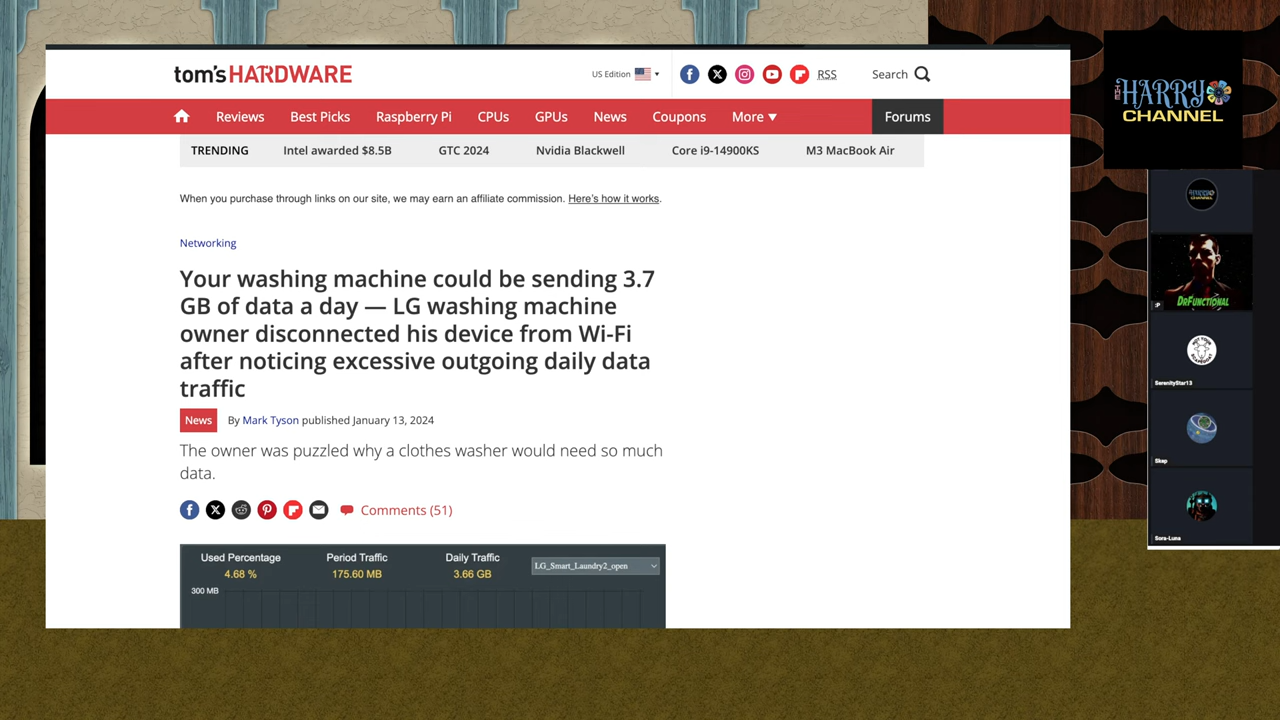 tom's HARDWARE
US Edition
RSS
Search
Reviews Best Picks Raspberry Pi CPUs GPUs News Coupons More Forums
TRENDING Intel awarded $8.5B GTC 2024 Nvidia Blackwell Core i9-14900KS M3 MacBook Air
When you purchase through links on our site, we may earn an affiliate commission. Here's how it works.
Networking
Your washing machine could be sending 3.7
GB of data a day — LG washing machine
owner disconnected his device from Wi-Fi
after noticing excessive outgoing daily data
traffic
News By Mark Tyson published January 13, 2024
The owner was puzzled why a clothes washer would need so much
data.
Comments (51)
Used Percentage Period Traffic Daily Traffic
4.68 % 175.60 MB 3.66 GB
LG_Smart_Laundry2_open
300 MB
THE HARRY
CHANNEL
HARRY
CHANNEL
DRFUNCTIONAL
:P
SerenityStar13
Skep
Sora-Luna